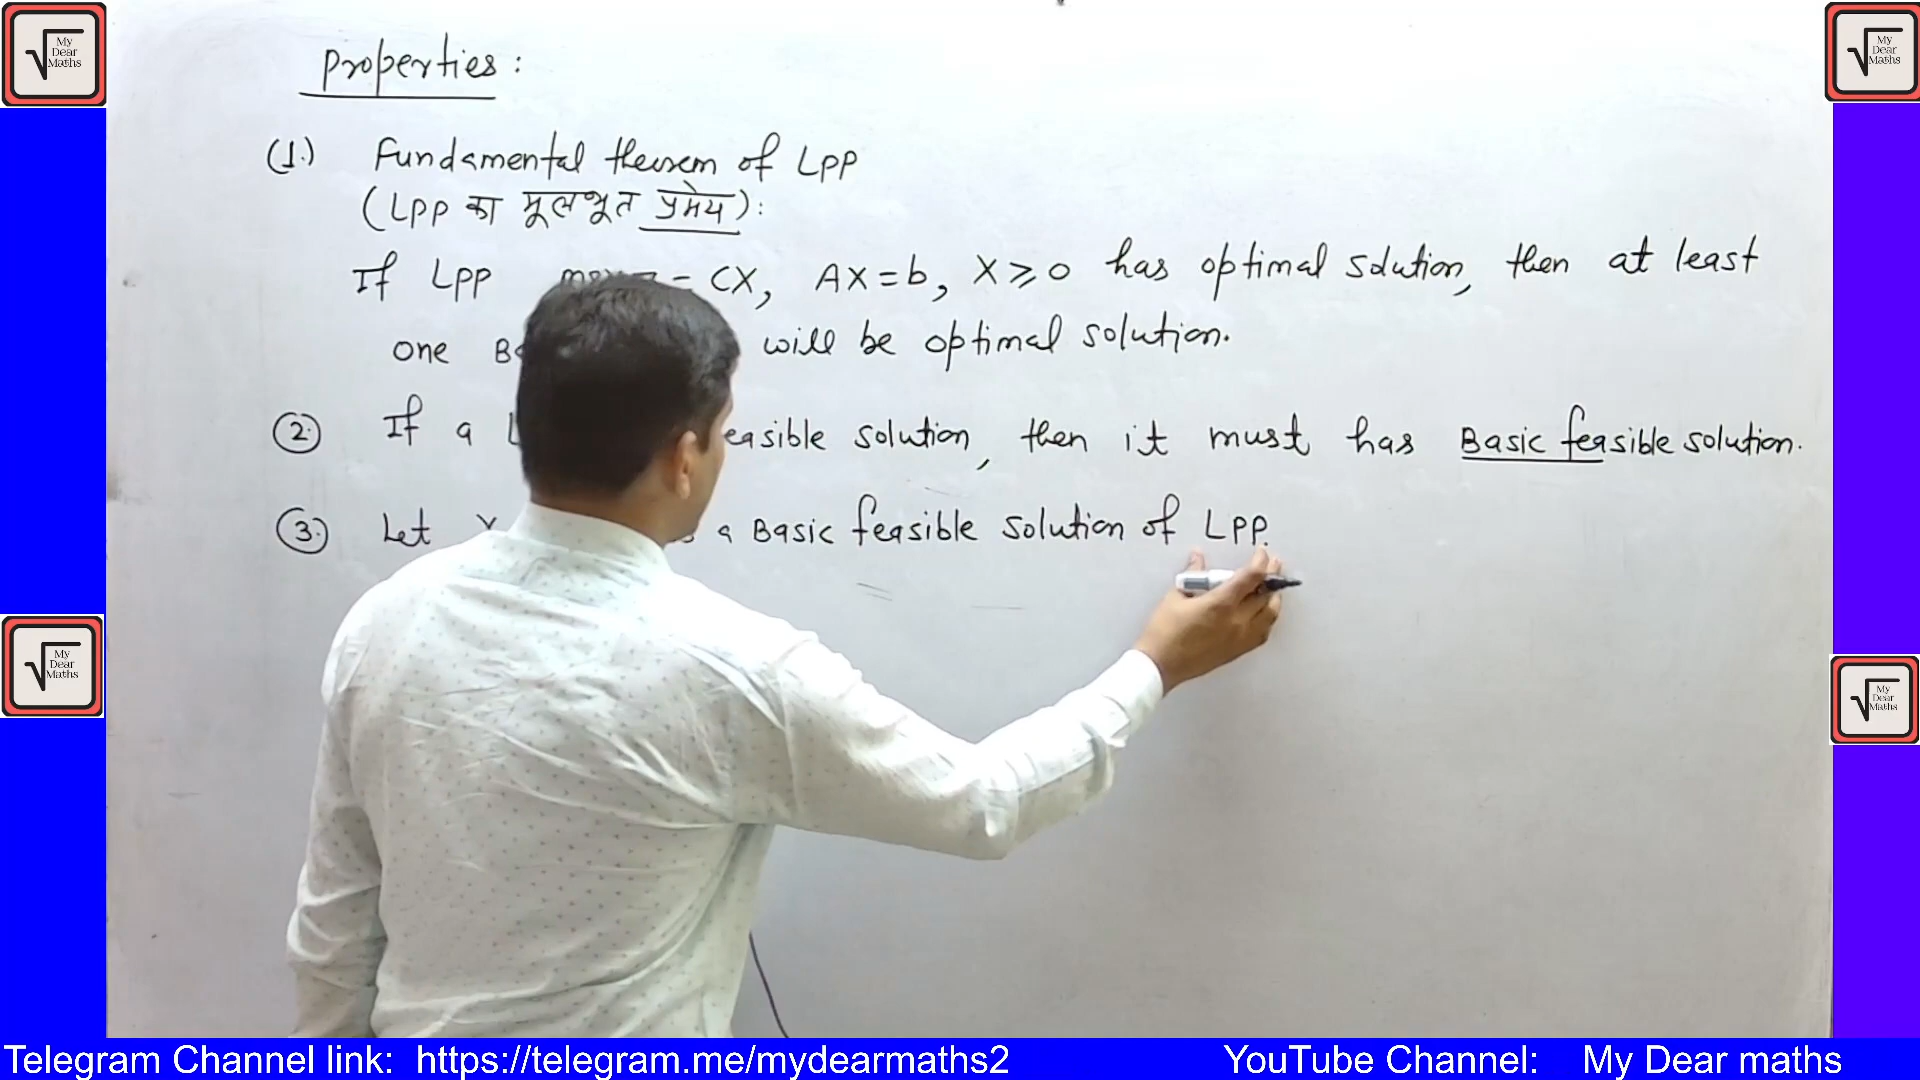 My Dear Maths
My Dear Maths
Properties:
(1.) Fundamental theorem of LPP
(LPP का मूलभूत प्रमेय):
If LPP = CX, AX=b, X≥0 has optimal solution, then at least
one will be optimal solution.
2. If a easible solution, then it must has Basic feasible solution.
3. Let X a Basic feasible solution of LPP.
My Dear Maths
My Dear Maths
Telegram Channel link: https://telegram.me/mydearmaths2 YouTube Channel: My Dear maths